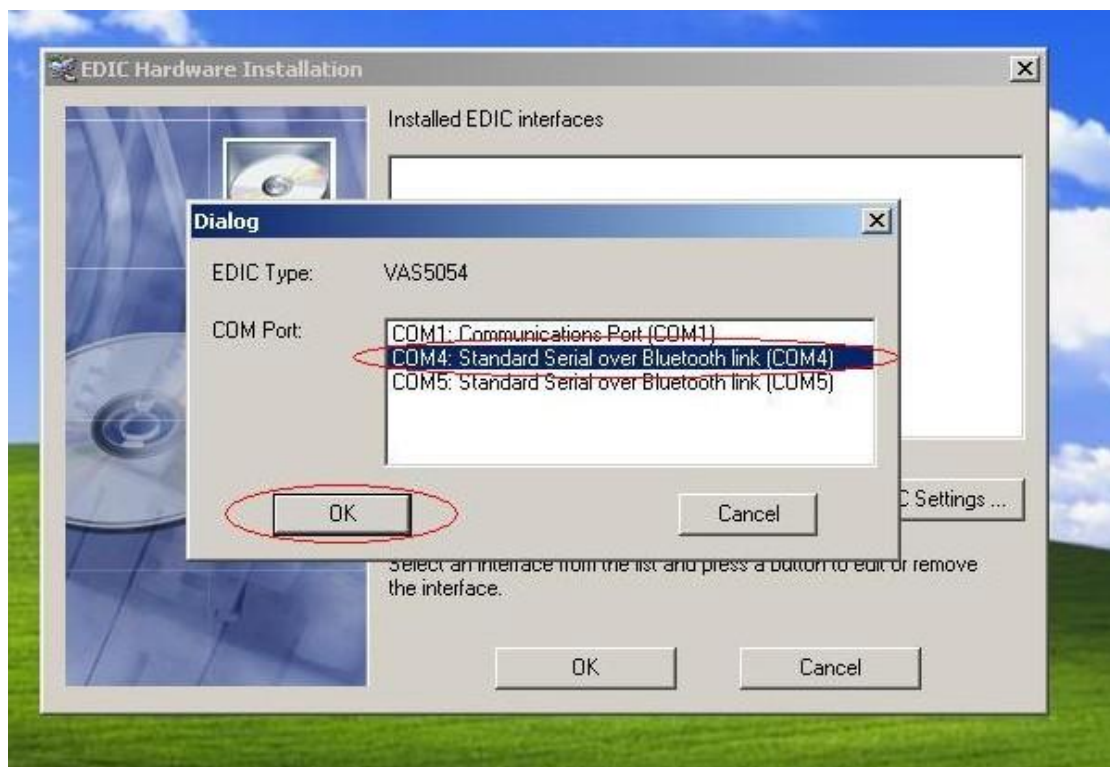 EDIC Hardware Installation
Installed EDIC interfaces
Dialog
EDIC Type: VAS5054
COM Port:
COM1: Communications Port (COM1)
COM4: Standard Serial over Bluetooth link (COM4)
COM5: Standard Serial over Bluetooth link (COM5)
OK Cancel
C Settings ...
Select an interface from the list and press a button to edit or remove
the interface.
OK Cancel